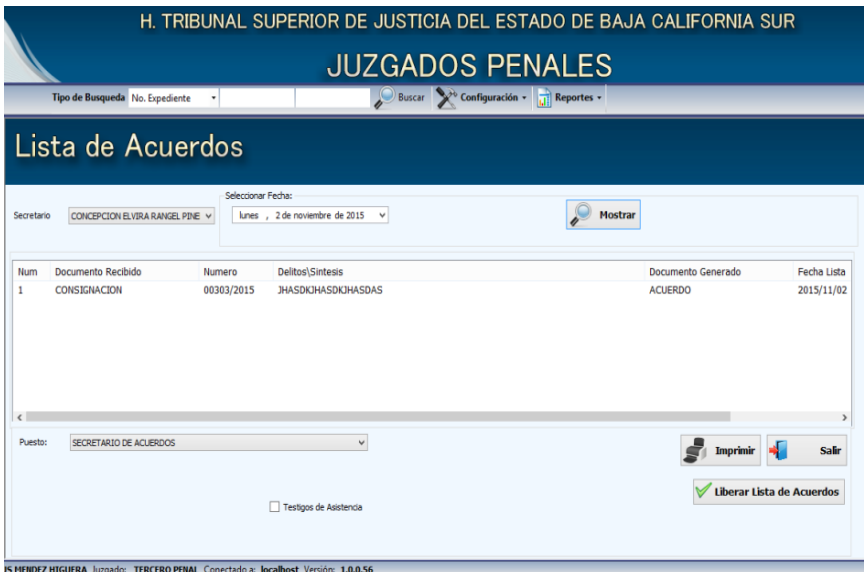 H. TRIBUNAL SUPERIOR DE JUSTICIA DEL ESTADO DE BAJA CALIFORNIA SUR
JUZGADOS PENALES
Tipo de Busqueda No. Expediente Buscar Configuración Reportes
Lista de Acuerdos
Seleccionar Fecha:
Secretario CONCEPCION ELVIRA RANGEL PINE lunes , 2 de noviembre de 2015 Mostrar
Num Documento Recibido Numero Delitos\Sintesis Documento Generado Fecha Lista
1 CONSIGNACION 00303/2015 JHASDKJHASDKJHASDAS ACUERDO 2015/11/02
Puesto: SECRETARIO DE ACUERDOS Imprimir Salir
Liberar Lista de Acuerdos
Testigos de Asistencia
IS MENDEZ HIGUERA Juzgado: TERCERO PENAL Conectado a: localhost Versión: 1.0.0.56